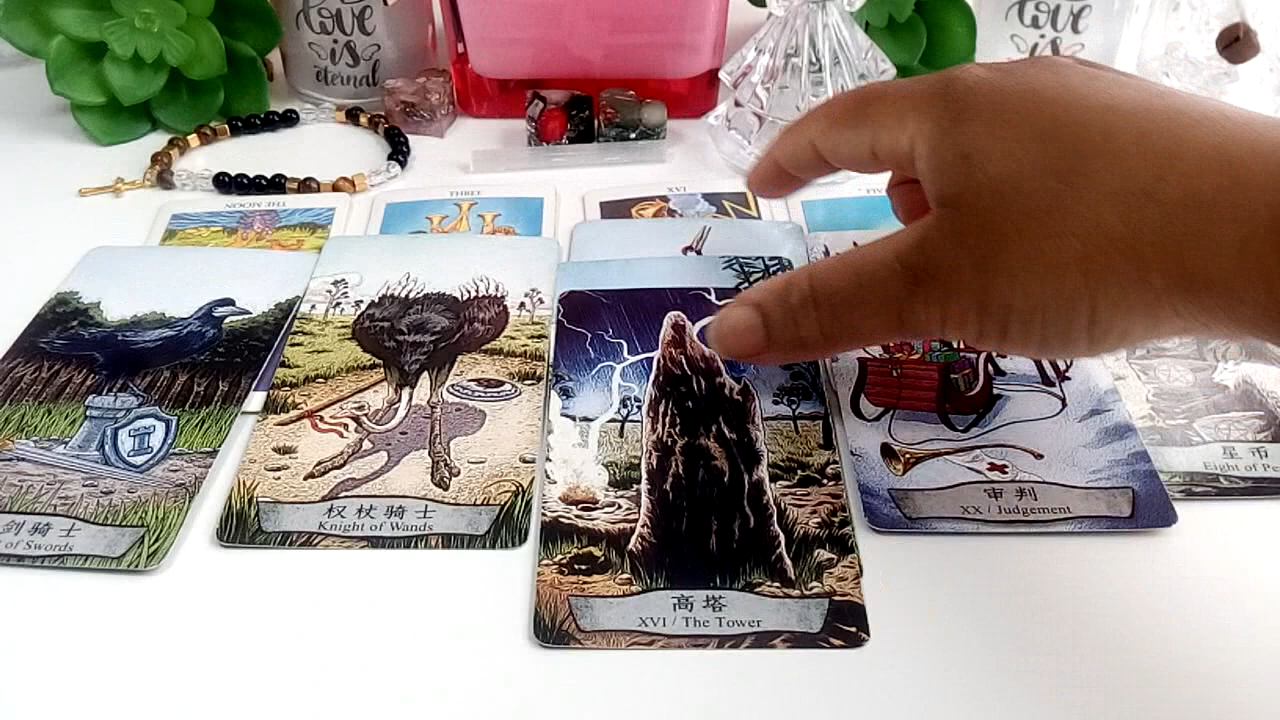 love
is
eternal
love
is
THE MOON
THREE
XVI
剑骑士
of Swords
权杖骑士
Knight of Wands
高塔
XVI / The Tower
审判
XX / Judgement
星币
Eight of Pe